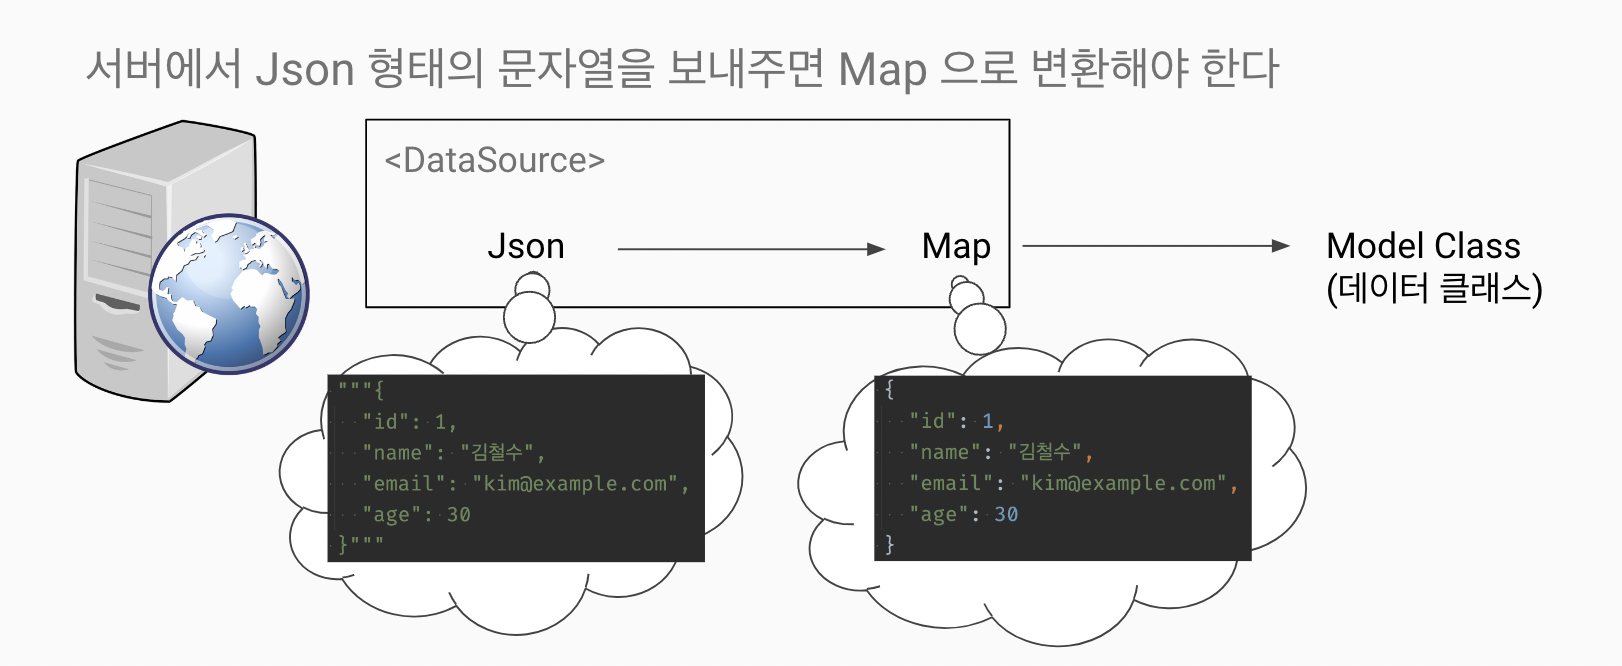 서버에서 Json 형태의 문자열을 보내주면 Map 으로 변환해야 한다
<DataSource>
Json
Map
Model Class
(데이터 클래스)
"""{
"id": 1,
"name": "김철수",
"email": "kim@example.com",
"age": 30
}"""
{
"id": 1,
"name": "김철수",
"email": "kim@example.com",
"age": 30
}